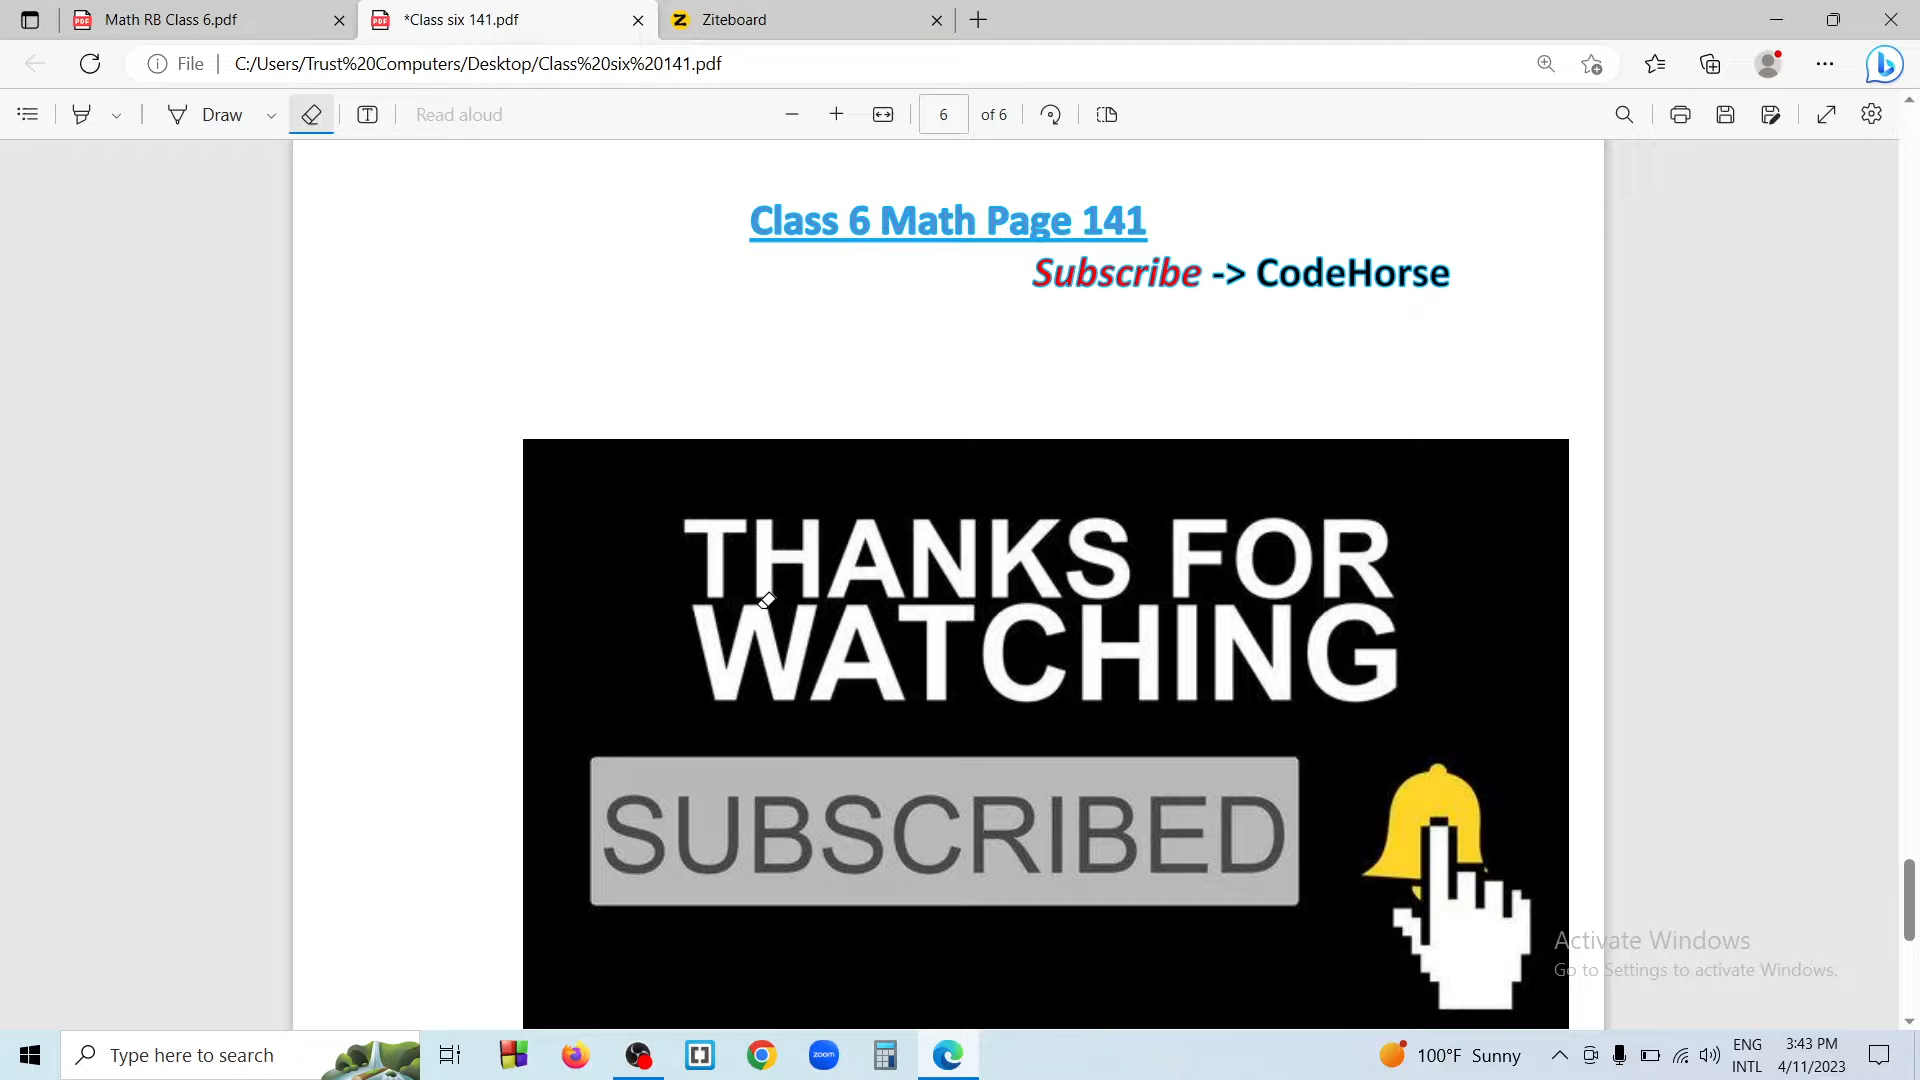 Math RB Class 6.pdf
*Class six 141.pdf
Ziteboard
File
C:/Users/Trust%20Computers/Desktop/Class%20six%20141.pdf
Draw
Read aloud
6
of 6
Class 6 Math Page 141
Subscribe -> CodeHorse
THANKS FOR
WATCHING
SUBSCRIBED
Activate Windows
Go to Settings to activate Windows.
Type here to search
zoom
100°F Sunny
ENG
INTL
3:43 PM
4/11/2023